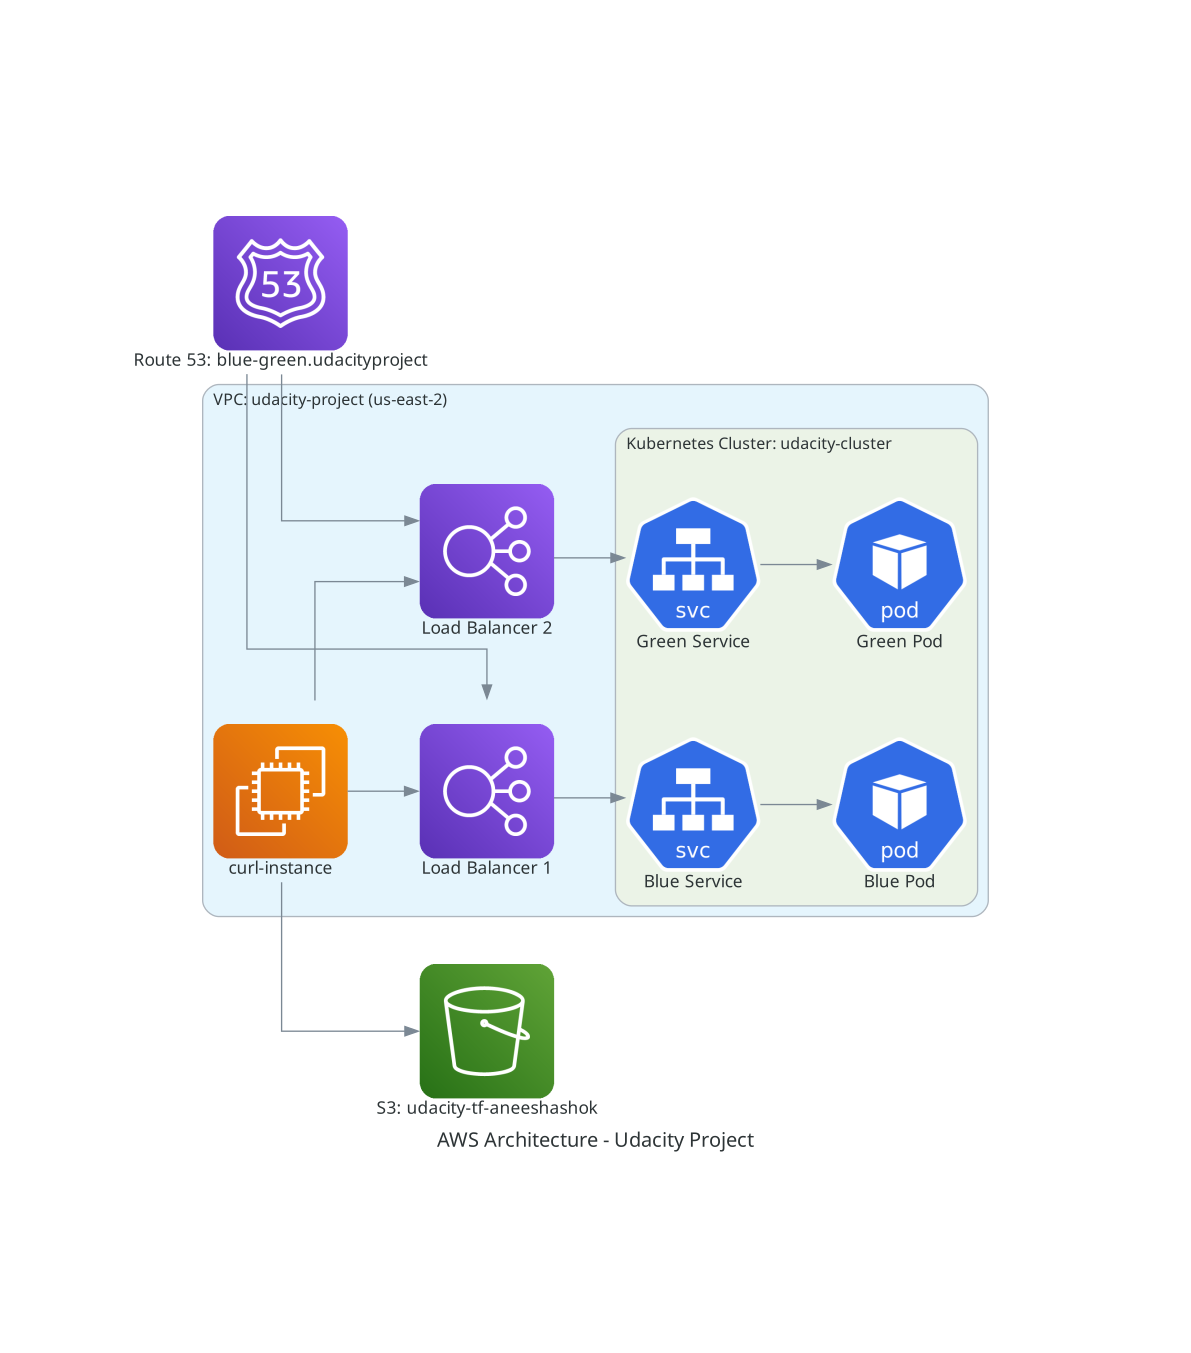 53
Route 53: blue-green.udacityproject
VPC: udacity-project (us-east-2)
Kubernetes Cluster: udacity-cluster
Load Balancer 2
svc
Green Service
pod
Green Pod
curl-instance
Load Balancer 1
svc
Blue Service
pod
Blue Pod
S3: udacity-tf-aneeshashok
AWS Architecture - Udacity Project